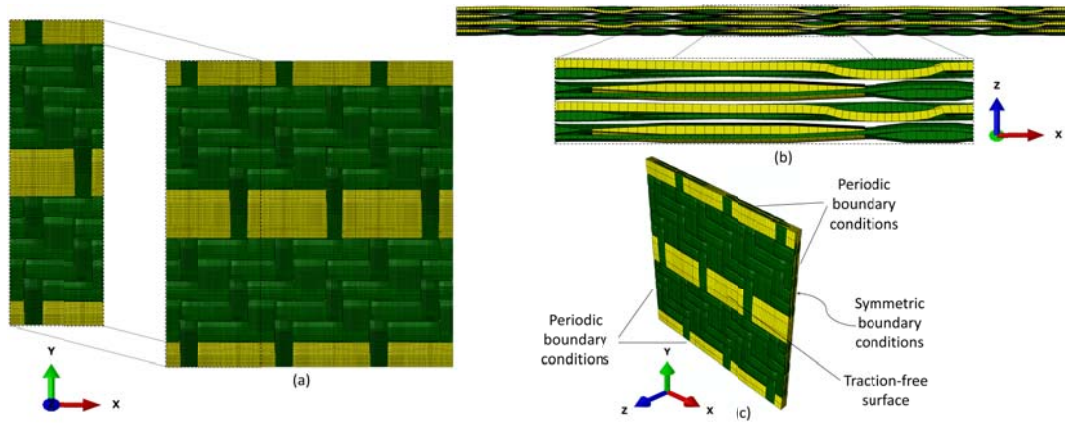 Y
X
(a)
Z
X
(b)
Periodic
boundary
conditions
Symmetric
boundary
conditions
Traction-free
surface
Periodic
boundary
conditions
Y
Z
X
(c)